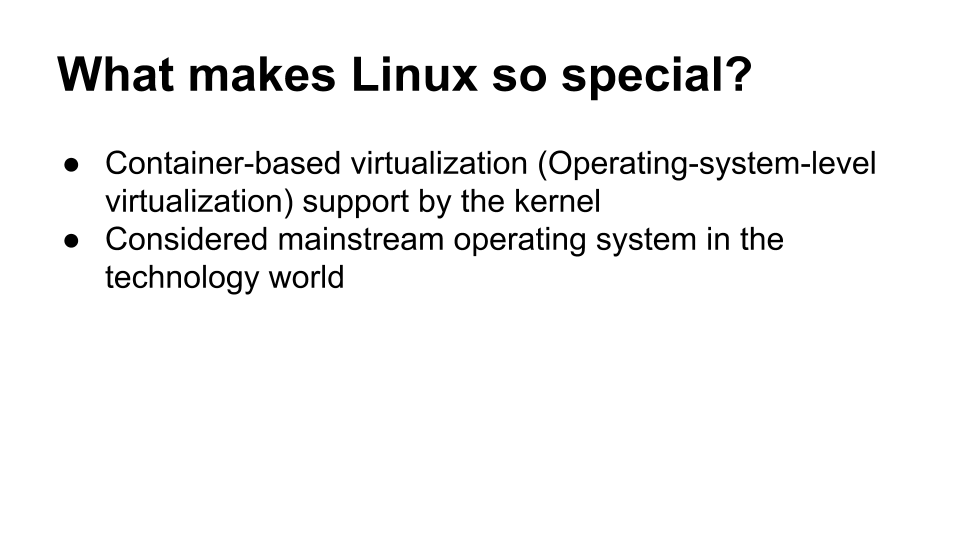 What makes Linux so special?
● Container-based virtualization (Operating-system-level
virtualization) support by the kernel
● Considered mainstream operating system in the
technology world